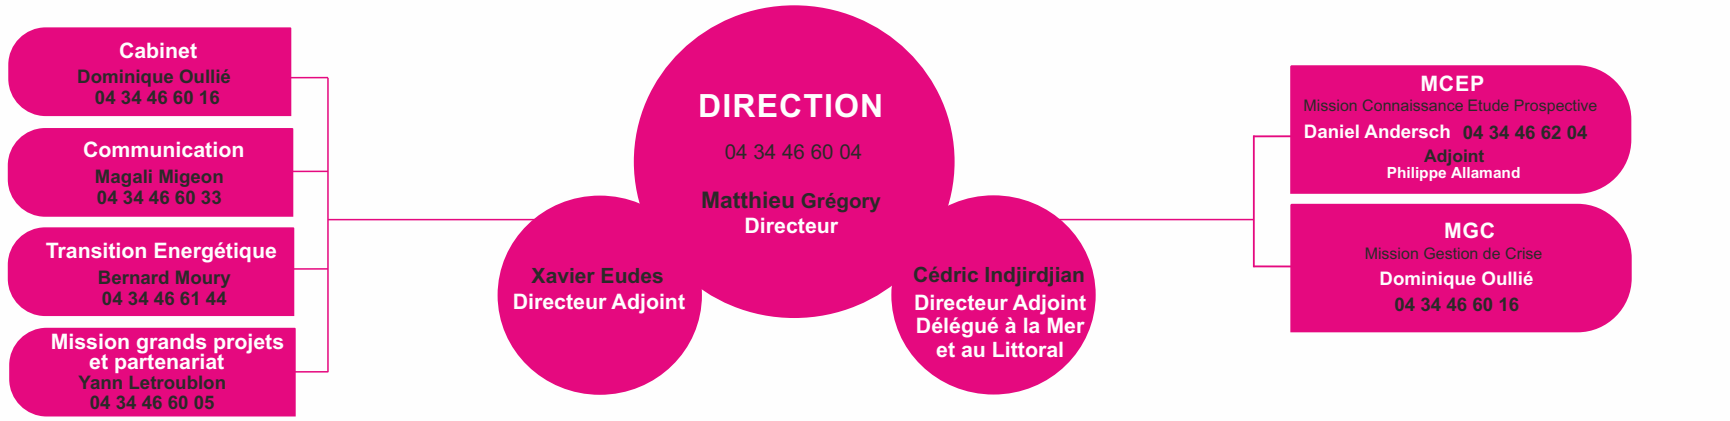 Cabinet
Dominique Oullié
04 34 46 60 16
Communication
Magali Migeon
04 34 46 60 33
Transition Energétique
Bernard Moury
04 34 46 61 44
Mission grands projets
et partenariat
Yann Letroublon
04 34 46 60 05
DIRECTION
04 34 46 60 04
Matthieu Grégory
Directeur
Xavier Eudes
Directeur Adjoint
Cédric Indjirdjian
Directeur Adjoint
Délégué à la Mer
et au Littoral
MCEP
Mission Connaissance Etude Prospective
Daniel Andersch 04 34 46 62 04
Adjoint
Philippe Allamand
MGC
Mission Gestion de Crise
Dominique Oullié
04 34 46 60 16